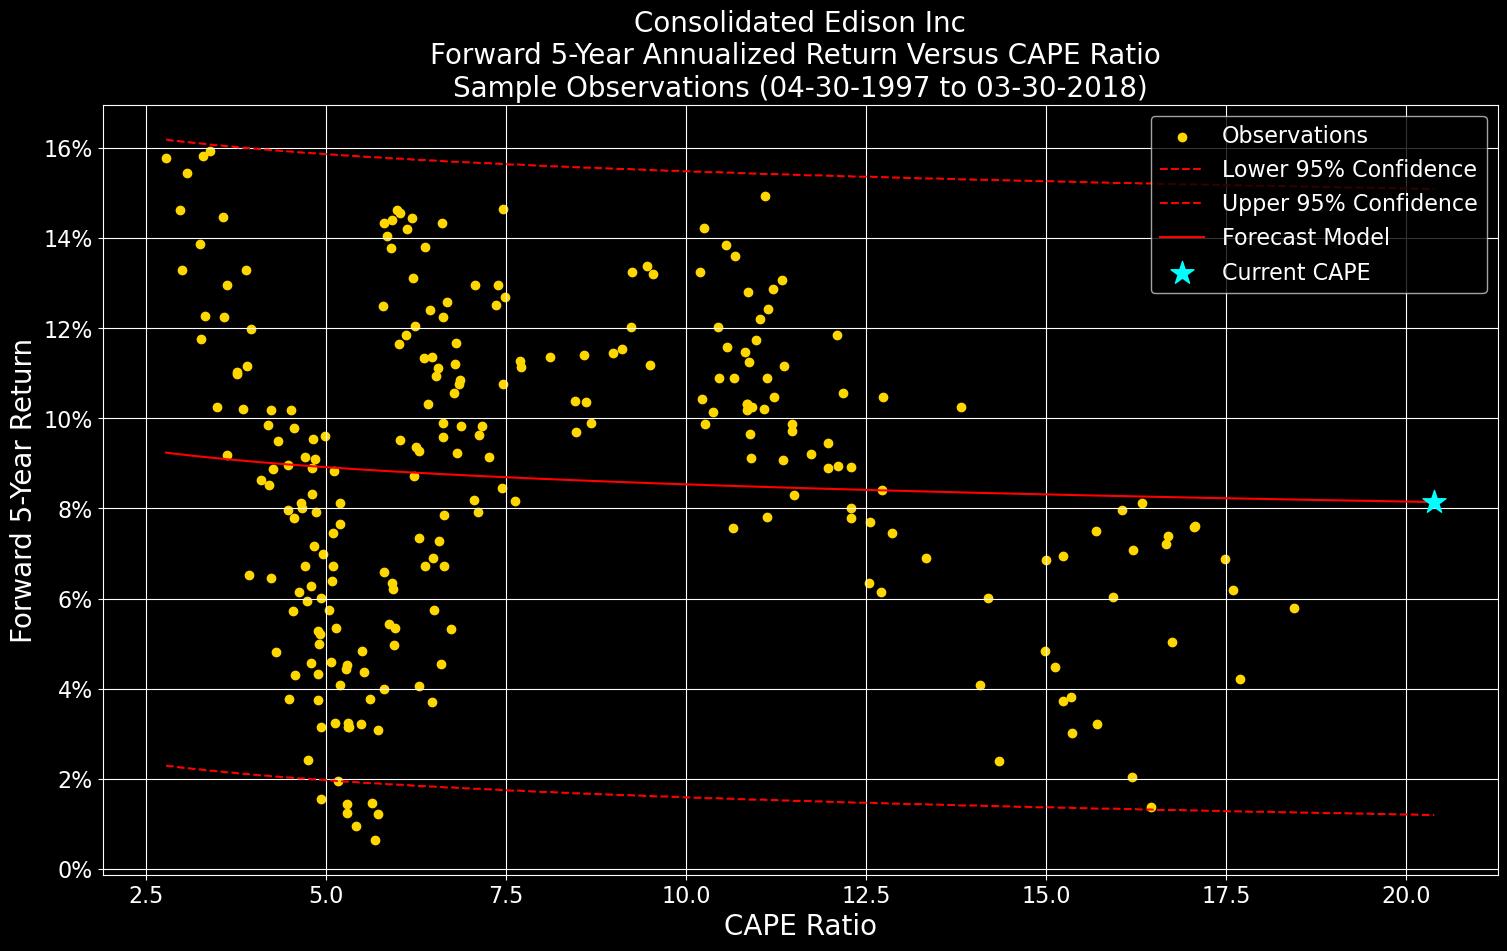 Consolidated Edison Inc
Forward 5-Year Annualized Return Versus CAPE Ratio
Sample Observations (04-30-1997 to 03-30-2018)
Observations
Lower 95% Confidence
Upper 95% Confidence
Forecast Model
Current CAPE
Forward 5-Year Return
16%
14%
12%
10%
8%
6%
4%
2%
0%
2.5 5.0 7.5 10.0 12.5 15.0 17.5 20.0
CAPE Ratio